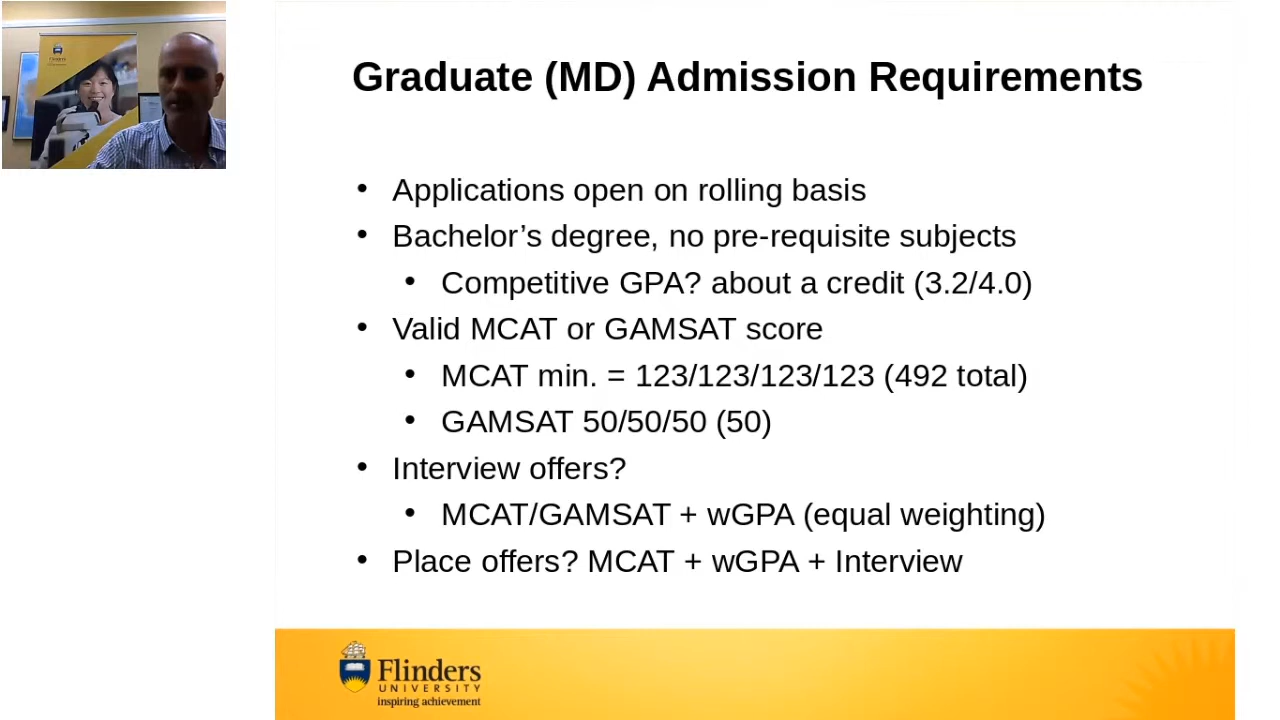 Flinders
Graduate (MD) Admission Requirements
• Applications open on rolling basis
• Bachelor’s degree, no pre-requisite subjects
• Competitive GPA? about a credit (3.2/4.0)
• Valid MCAT or GAMSAT score
• MCAT min. = 123/123/123/123 (492 total)
• GAMSAT 50/50/50 (50)
• Interview offers?
• MCAT/GAMSAT + wGPA (equal weighting)
• Place offers? MCAT + wGPA + Interview
Flinders
UNIVERSITY
inspiring achievement